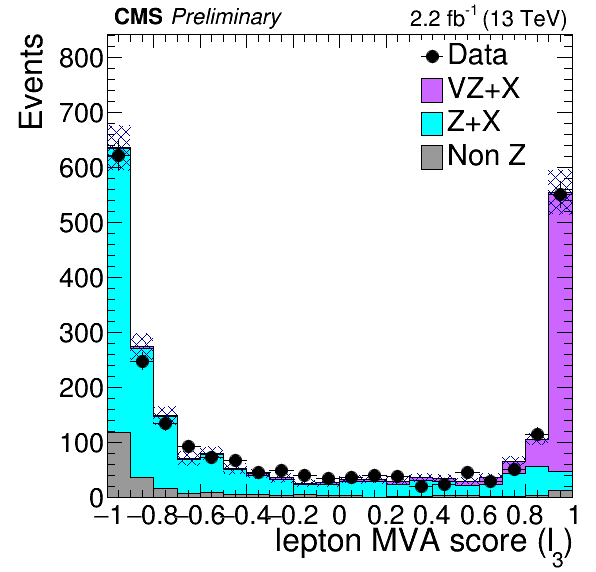 CMS Preliminary 2.2 fb⁻¹ (13 TeV)
Events
800
700
600
500
400
300
200
100
0
Data
VZ+X
Z+X
Non Z
−1 −0.8 −0.6 −0.4 −0.2 0 0.2 0.4 0.6 0.8 1
lepton MVA score (l₃)